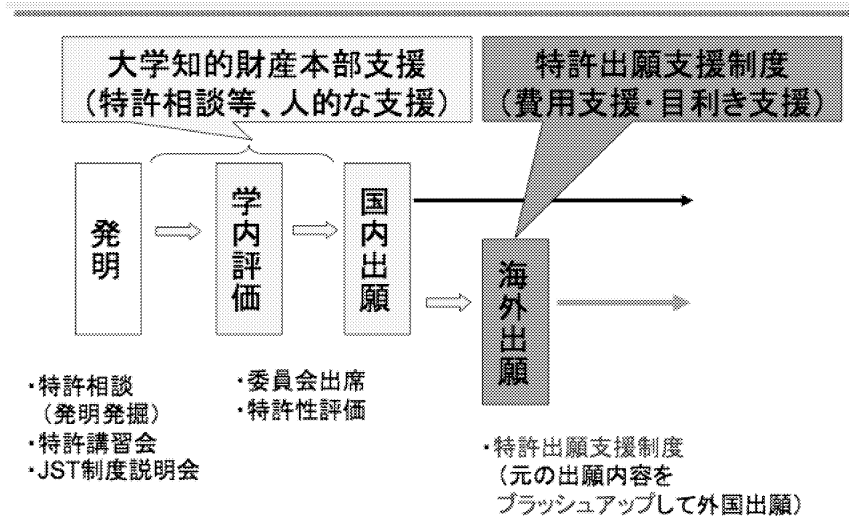 大学知的財産本部支援
（特許相談等、人的な支援）
特許出願支援制度
（費用支援・目利き支援）
発明
学内評価
国内出願
海外出願
・特許相談
（発明発掘）
・特許講習会
・JST制度説明会
・委員会出席
・特許性評価
・特許出願支援制度
（元の出願内容を
ブラッシュアップして外国出願）